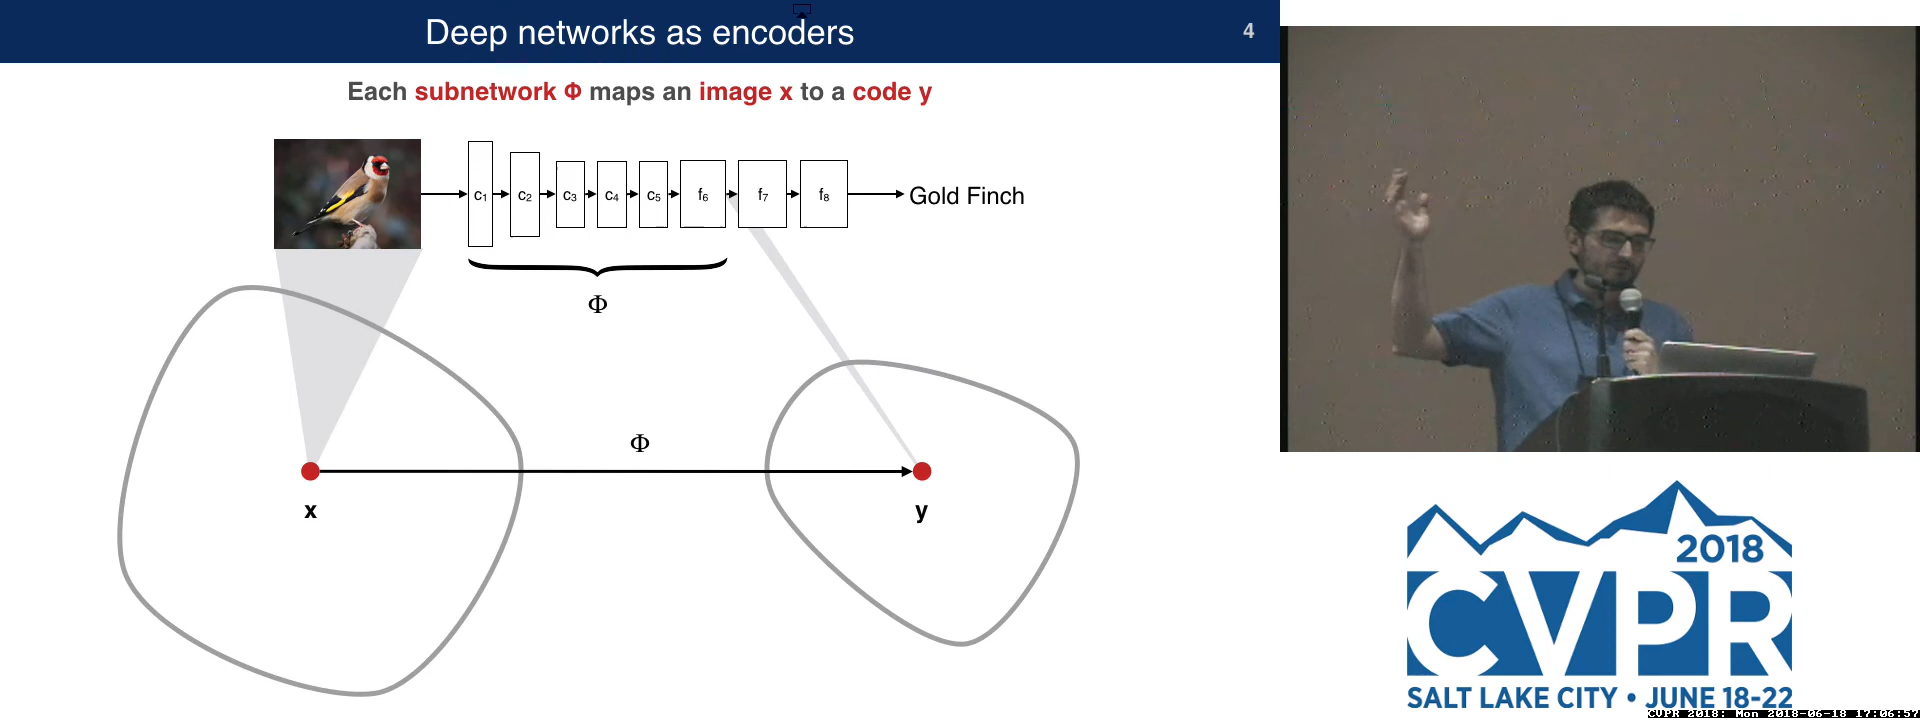 Deep networks as encoders
4
Each subnetwork Φ maps an image x to a code y
c1 c2 c3 c4 c5 f6 f7 f8 Gold Finch
Φ
Φ
x y
2018
CVPR
SALT LAKE CITY • JUNE 18-22
CVPR 2018: Mon 2018-06-18 17:06:57